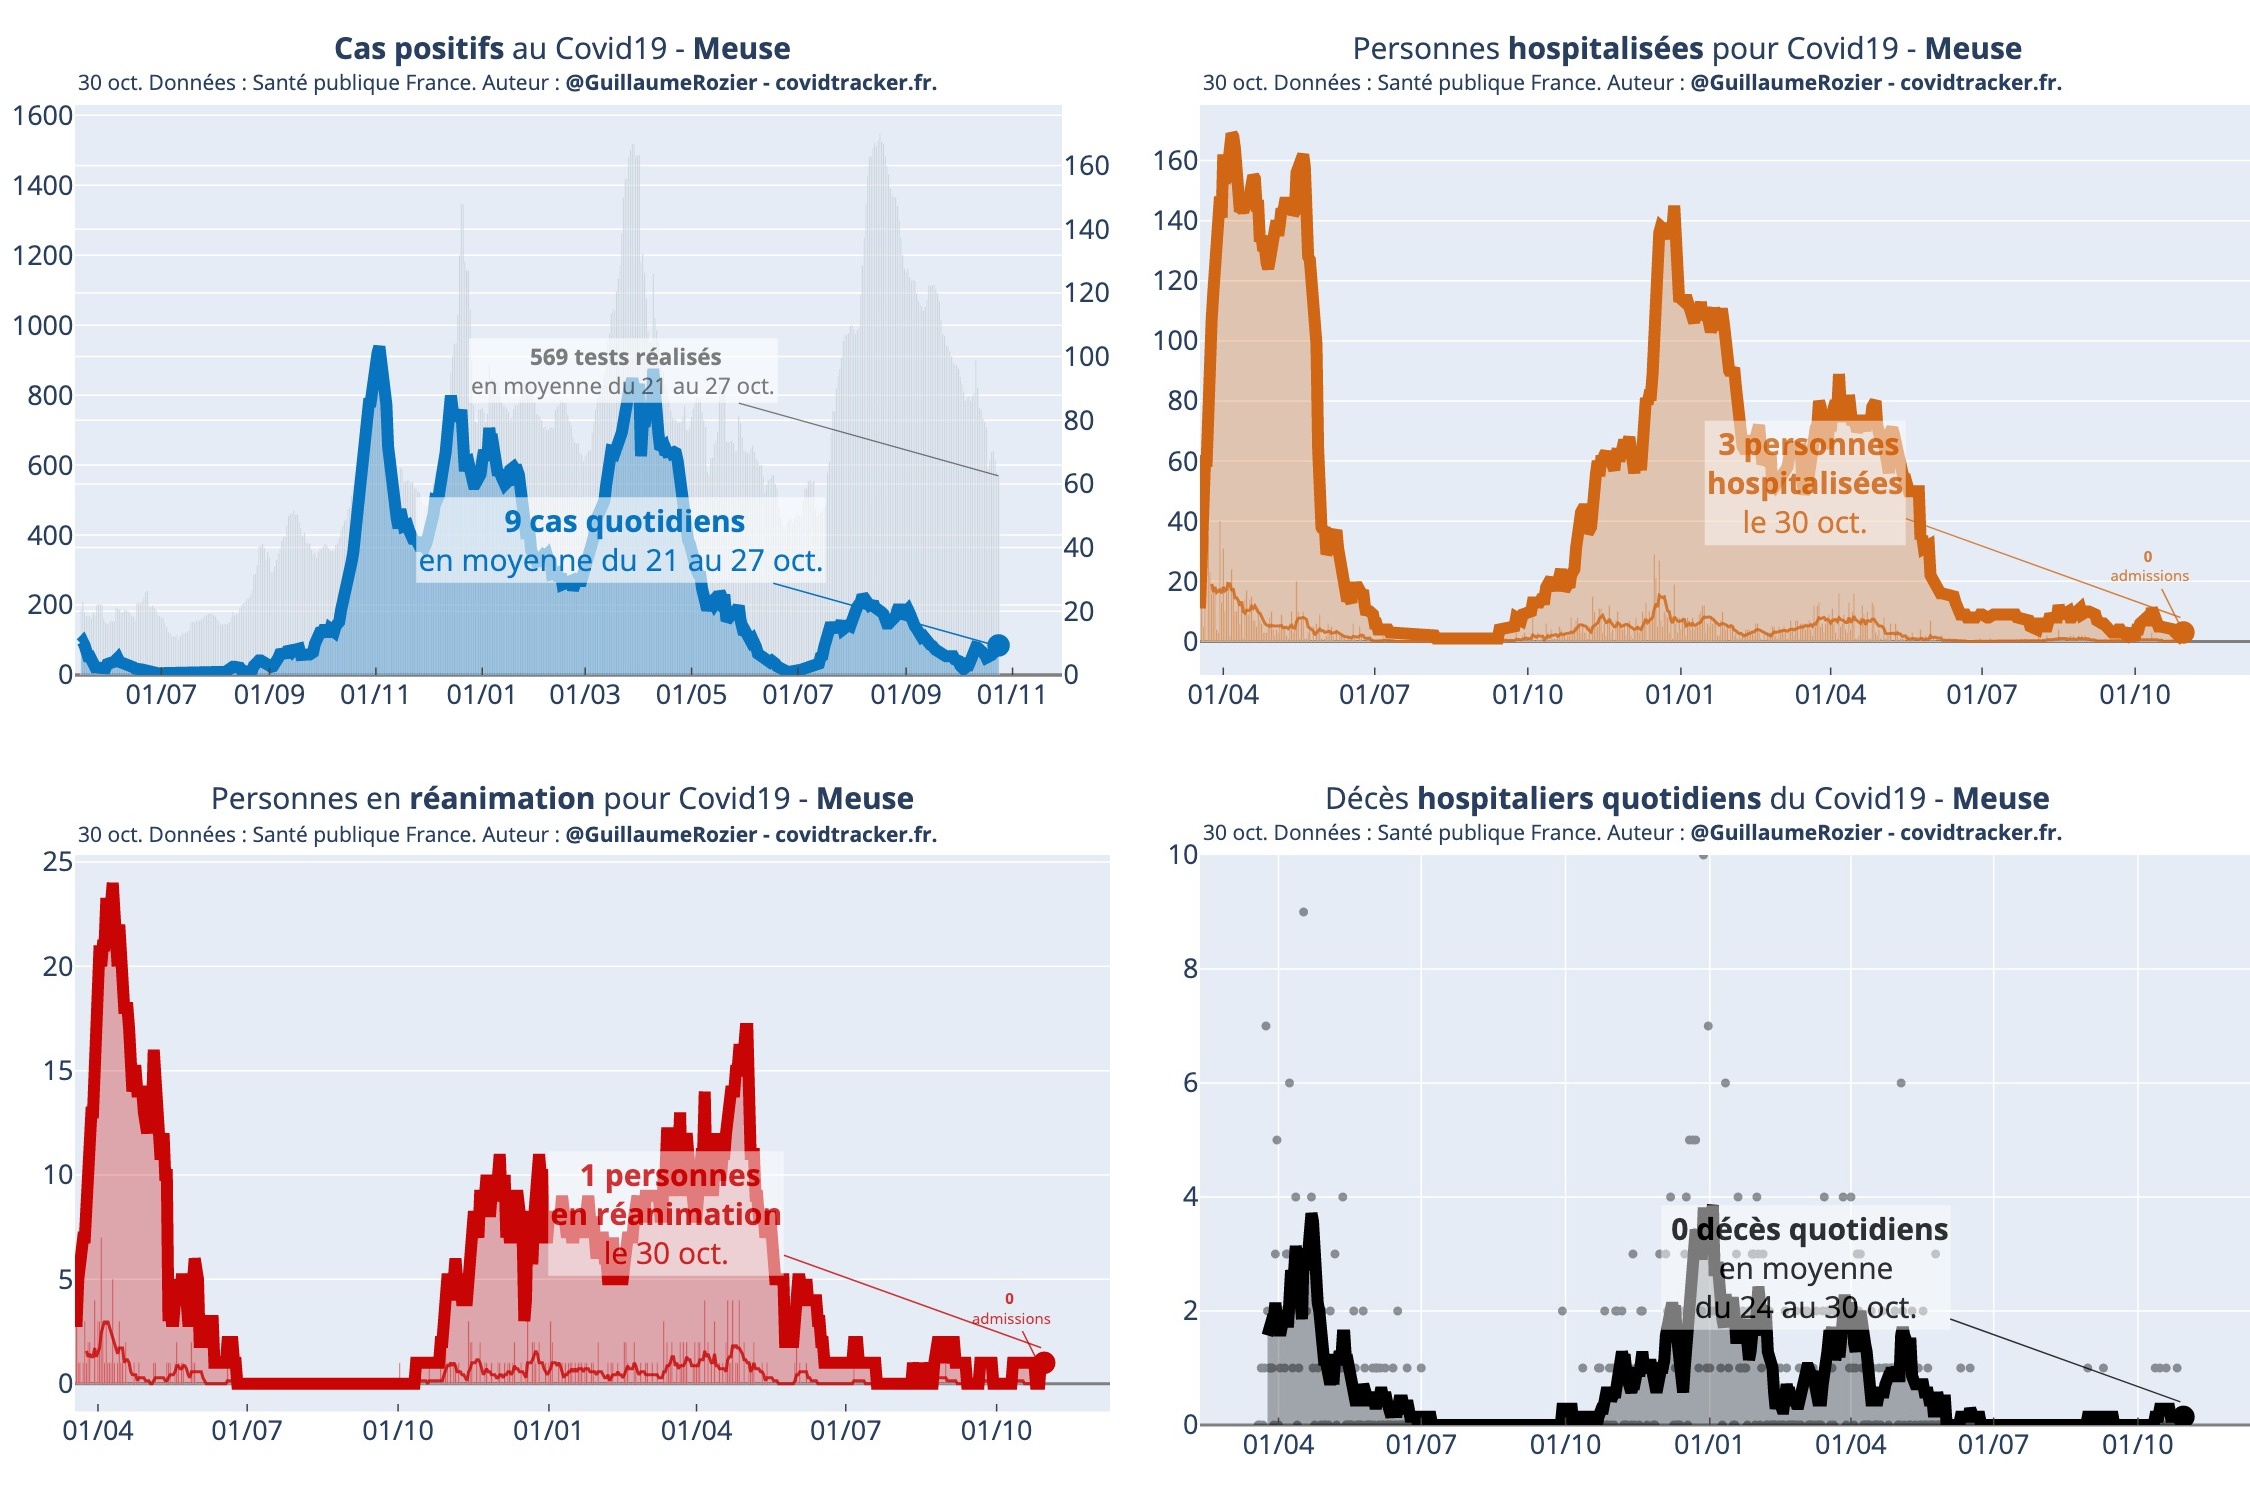 Cas positifs au Covid19 - Meuse
30 oct. Données : Santé publique France. Auteur : @GuillaumeRozier - covidtracker.fr.
1600
1400
1200
1000
800
600
400
200
0
160
140
120
100
80
60
40
20
0
569 tests réalisés
en moyenne du 21 au 27 oct.
9 cas quotidiens
en moyenne du 21 au 27 oct.
01/07 01/09 01/11 01/01 01/03 01/05 01/07 01/09 01/11
Personnes hospitalisées pour Covid19 - Meuse
30 oct. Données : Santé publique France. Auteur : @GuillaumeRozier - covidtracker.fr.
160
140
120
100
80
60
40
20
0
3 personnes
hospitalisées
le 30 oct.
0
admissions
01/04 01/07 01/10 01/01 01/04 01/07 01/10
Personnes en réanimation pour Covid19 - Meuse
30 oct. Données : Santé publique France. Auteur : @GuillaumeRozier - covidtracker.fr.
25
20
15
10
5
0
1 personnes
en réanimation
le 30 oct.
0
admissions
01/04 01/07 01/10 01/01 01/04 01/07 01/10
Décès hospitaliers quotidiens du Covid19 - Meuse
30 oct. Données : Santé publique France. Auteur : @GuillaumeRozier - covidtracker.fr.
10
8
6
4
2
0
0 décès quotidiens
en moyenne
du 24 au 30 oct.
01/04 01/07 01/10 01/01 01/04 01/07 01/10